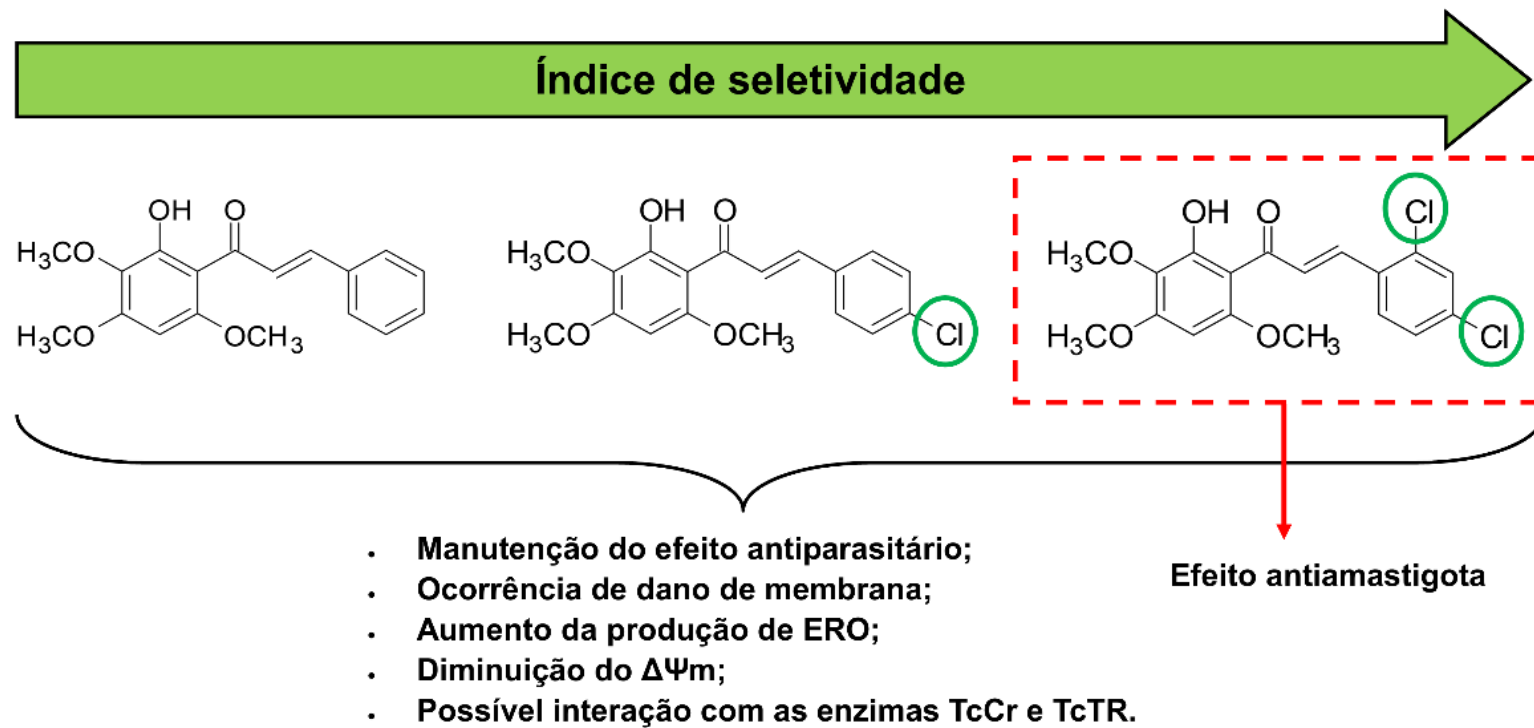 Índice de seletividade
OH O
H₃CO
H₃CO OCH₃
OH O
H₃CO
H₃CO OCH₃ Cl
OH O Cl
H₃CO
H₃CO OCH₃ Cl
• Manutenção do efeito antiparasitário;
• Ocorrência de dano de membrana;
• Aumento da produção de ERO;
• Diminuição do ΔΨm;
• Possível interação com as enzimas TcCr e TcTR.
Efeito antiamastigota